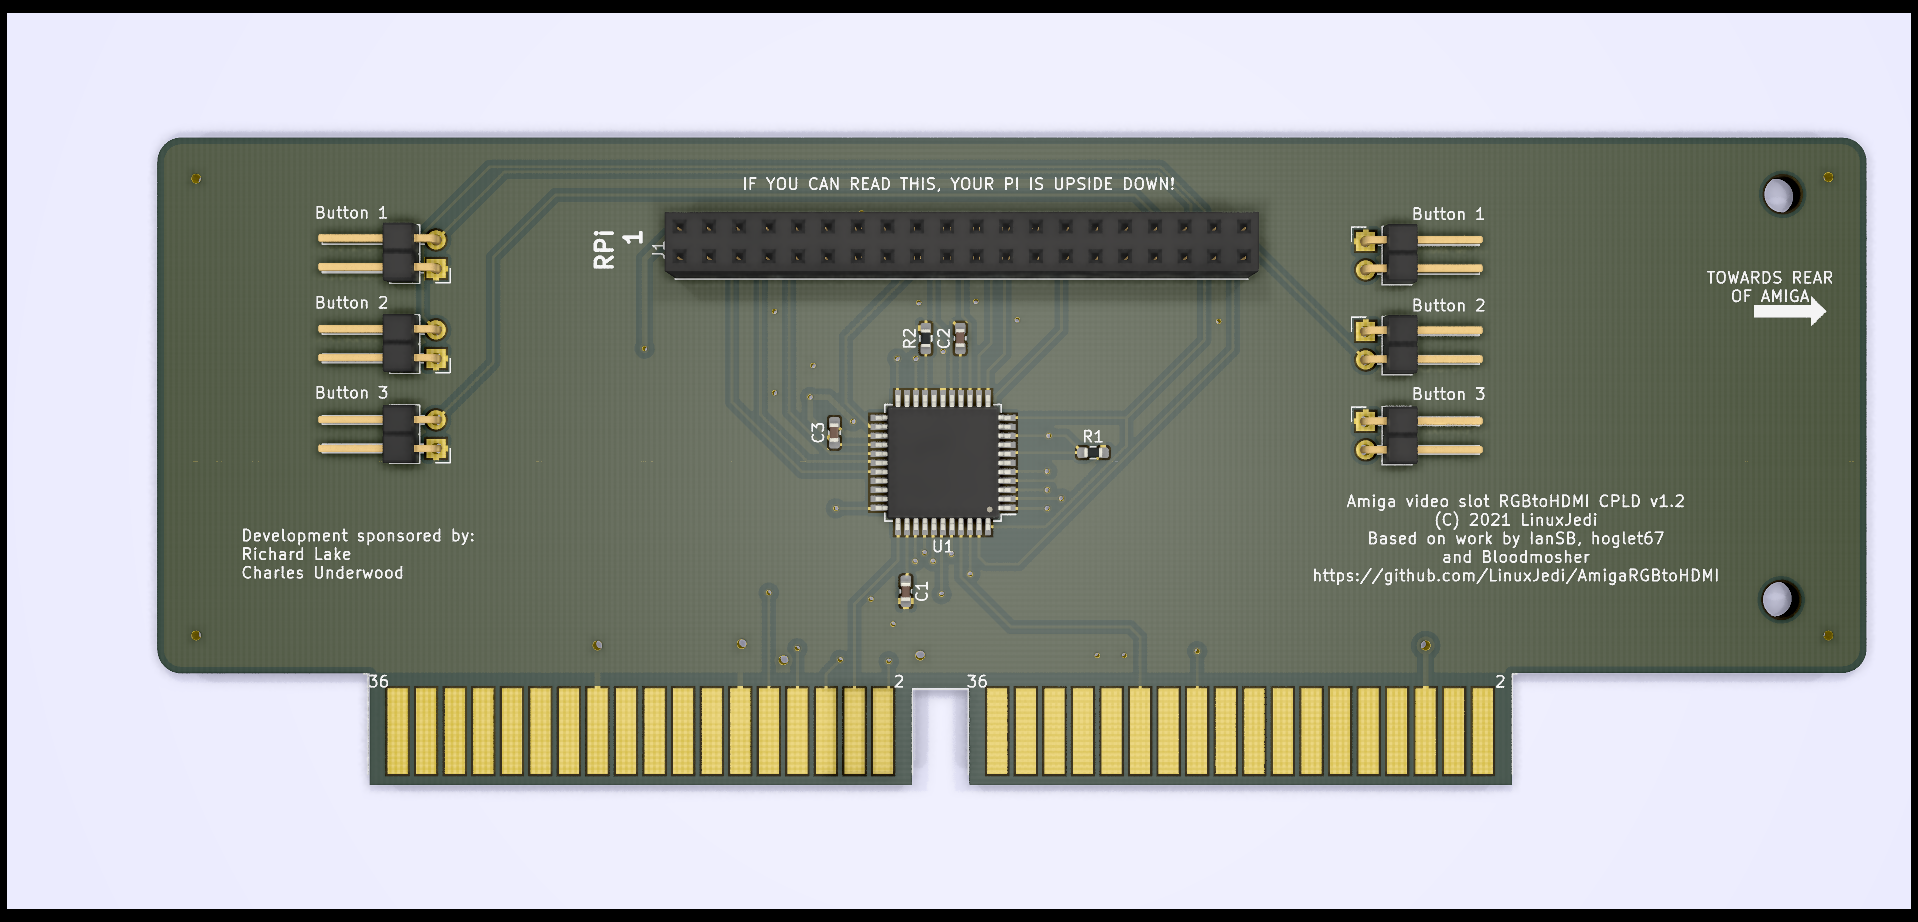 IF YOU CAN READ THIS, YOUR PI IS UPSIDE DOWN!
Button 1
RPi
1
J1
Button 1
TOWARDS REAR
OF AMIGA
Button 2
Button 2
R2
C2
Button 3
Button 3
C3
R1
Amiga video slot RGBtoHDMI CPLD v1.2
(C) 2021 LinuxJedi
Based on work by IanSB, hoglet67
and Bloodmosher
https://github.com/LinuxJedi/AmigaRGBtoHDMI
Development sponsored by:
Richard Lake
Charles Underwood
U1
C1
36
2
36
2